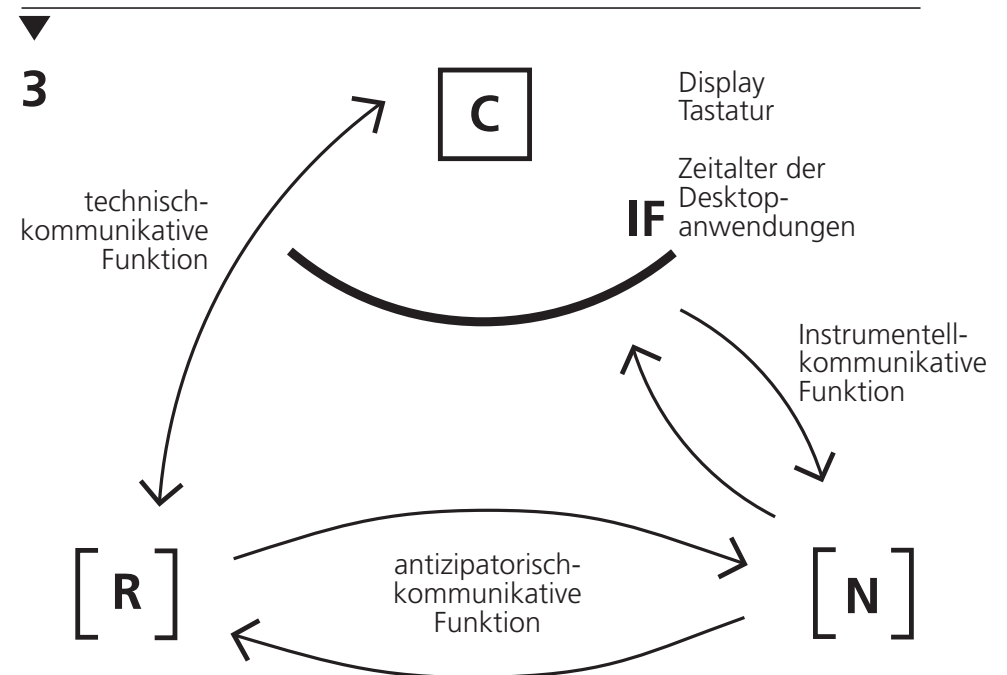 3
C
Display
Tastatur
Zeitalter der
Desktop-
anwendungen
IF
technisch-
kommunikative
Funktion
Instrumentell-
kommunikative
Funktion
antizipatorisch-
kommunikative
Funktion
[R]
[N]